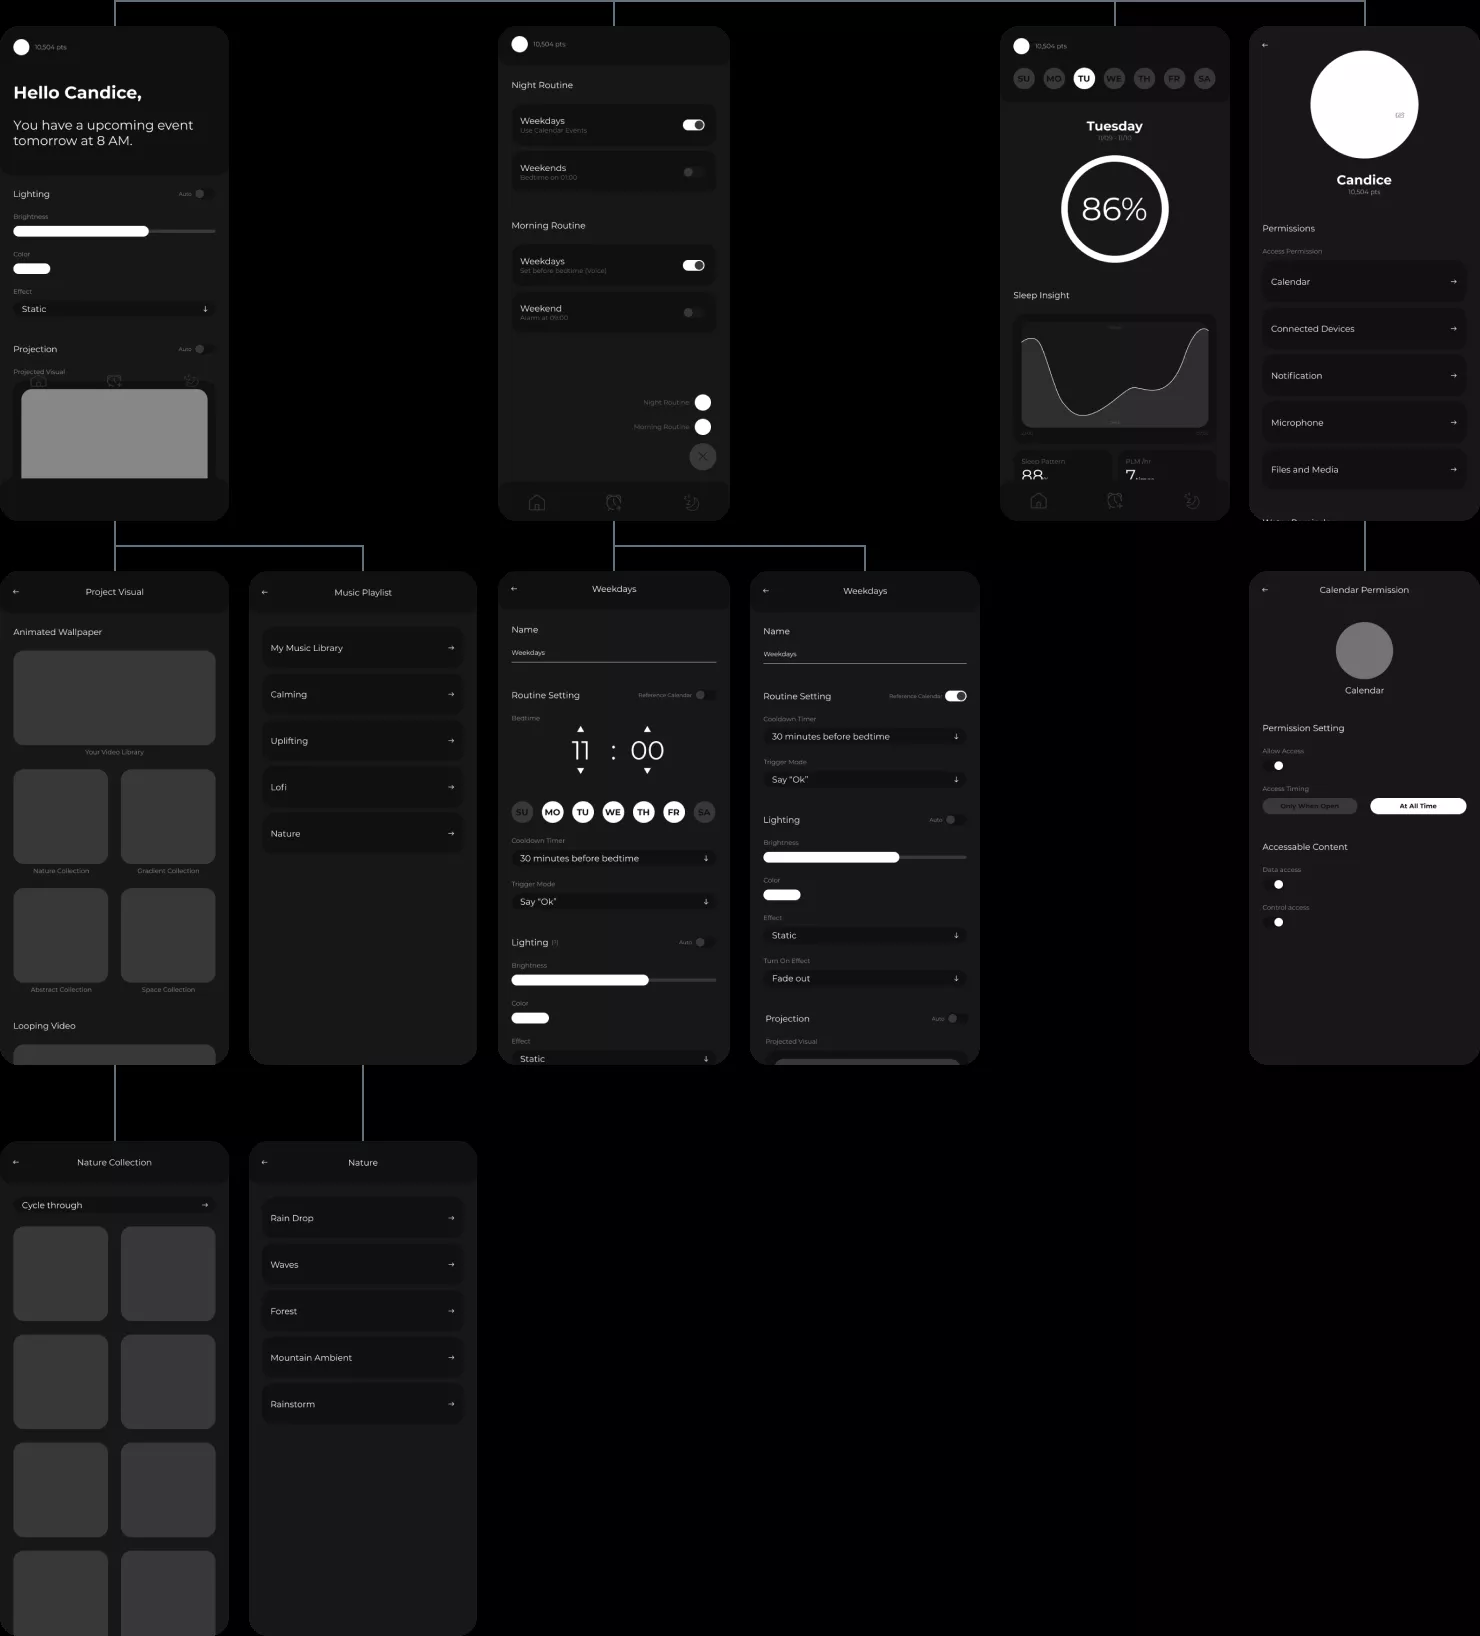 10,504 pts
Hello Candice,
You have a upcoming event
tomorrow at 8 AM.
Lighting
Auto
Brightness
Color
Effect
Static
Projection
Auto
Projected Visual
10,504 pts
Night Routine
Weekdays
Use Calendar Events
Weekends
Bedtime on 01:00
Morning Routine
Weekdays
Set before bedtime (Voice)
Weekend
Alarm at 09:00
Night Routine
Morning Routine
10,504 pts
SU MO TU WE TH FR SA
Tuesday
11/09 - 11/10
86%
Sleep Insight
Sleep Pattern
88
PLM /hr
7 times
Candice
10,504 pts
Permissions
Access Permission
Calendar
Connected Devices
Notification
Microphone
Files and Media
Project Visual
Animated Wallpaper
Your Video Library
Nature Collection
Gradient Collection
Abstract Collection
Space Collection
Looping Video
Music Playlist
My Music Library
Calming
Uplifting
Lofi
Nature
Weekdays
Name
Weekdays
Routine Setting
Reference Calendar
Bedtime
11 : 00
SU MO TU WE TH FR SA
Cooldown Timer
30 minutes before bedtime
Trigger Mode
Say “Ok”
Lighting
Auto
Brightness
Color
Effect
Static
Weekdays
Name
Weekdays
Routine Setting
Reference Calendar
Cooldown Timer
30 minutes before bedtime
Trigger Mode
Say “Ok”
Lighting
Auto
Brightness
Color
Effect
Static
Turn On Effect
Fade out
Projection
Auto
Projected Visual
Calendar Permission
Calendar
Permission Setting
Allow Access
Access Timing
Only When Open
At All Time
Accessable Content
Data access
Control access
Nature Collection
Cycle through
Nature
Rain Drop
Waves
Forest
Mountain Ambient
Rainstorm